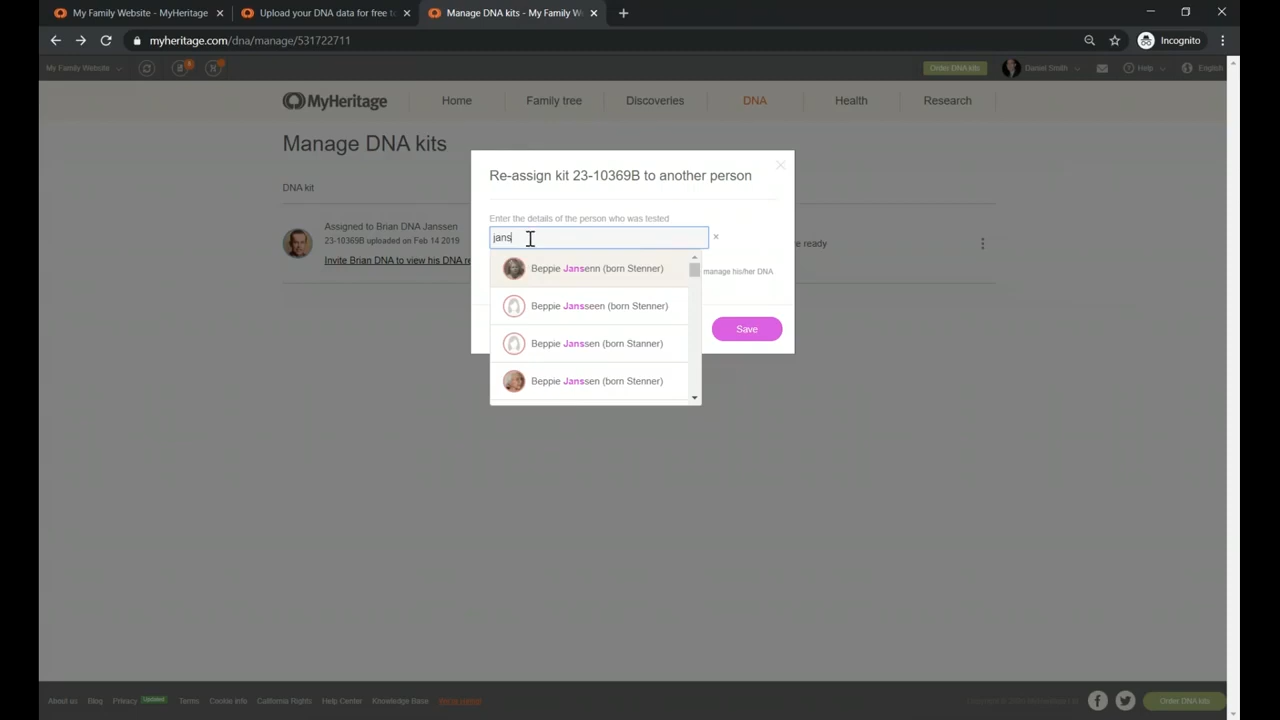 My Family Website - MyHeritage
Upload your DNA data for free t
Manage DNA kits - My Family W
myheritage.com/dna/manage/531722711
Incognito
My Family Website
Order DNA kits
Daniel Smith
Help
English
MyHeritage
Home
Family tree
Discoveries
DNA
Health
Research
Manage DNA kits
DNA kit
Assigned to Brian DNA Janssen
23-10369B uploaded on Feb 14 2019
Invite Brian DNA to view his DNA re
e ready
Re-assign kit 23-10369B to another person
Enter the details of the person who was tested
jans
manage his/her DNA
Beppie Jansenn (born Stenner)
Beppie Jansseen (born Stenner)
Beppie Janssen (born Stanner)
Beppie Janssen (born Stenner)
Save
About us
Blog
Privacy
Updated
Terms
Cookie info
California Rights
Help Center
Knowledge Base
We're hiring!
Order DNA kits